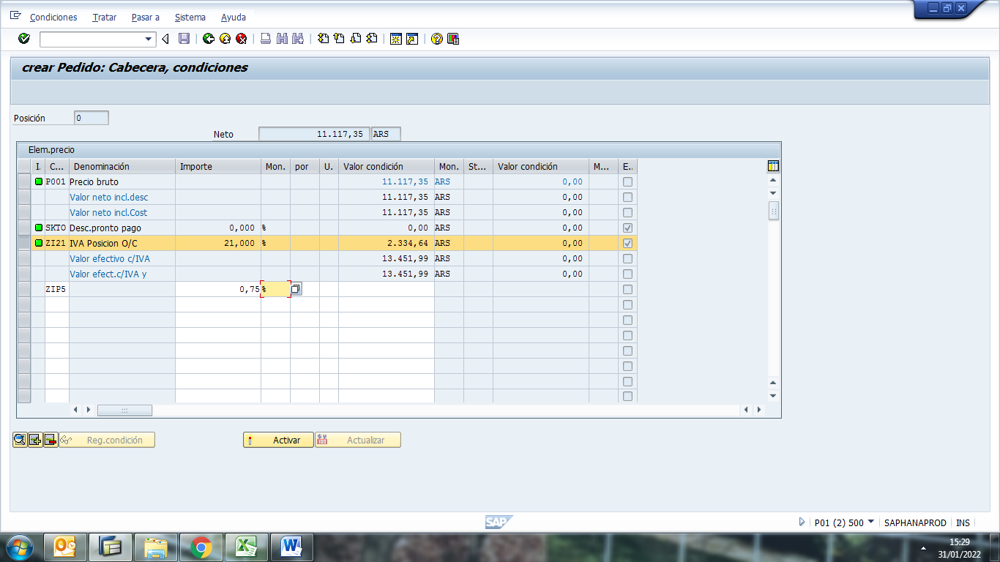 Condiciones Tratar Pasar a Sistema Ayuda
crear Pedido: Cabecera, condiciones
Posición 0
Neto 11.117,35 ARS
Elem.precio
I. C... Denominación Importe Mon. por U. Valor condición Mon. St... Valor condición M... E..
P001 Precio bruto 11.117,35 ARS 0,00
Valor neto incl.desc 11.117,35 ARS 0,00
Valor neto incl.Cost 11.117,35 ARS 0,00
SKTO Desc.pronto pago 0,000 % 0,00 ARS 0,00
ZI21 IVA Posicion O/C 21,000 % 2.334,64 ARS 0,00
Valor efectivo c/IVA 13.451,99 ARS 0,00
Valor efect.c/IVA y 13.451,99 ARS 0,00
ZIP5 0,75 %
Reg.condición Activar Actualizar
SAP P01 (2) 500 SAPHANAPROD INS
15:29
31/01/2022